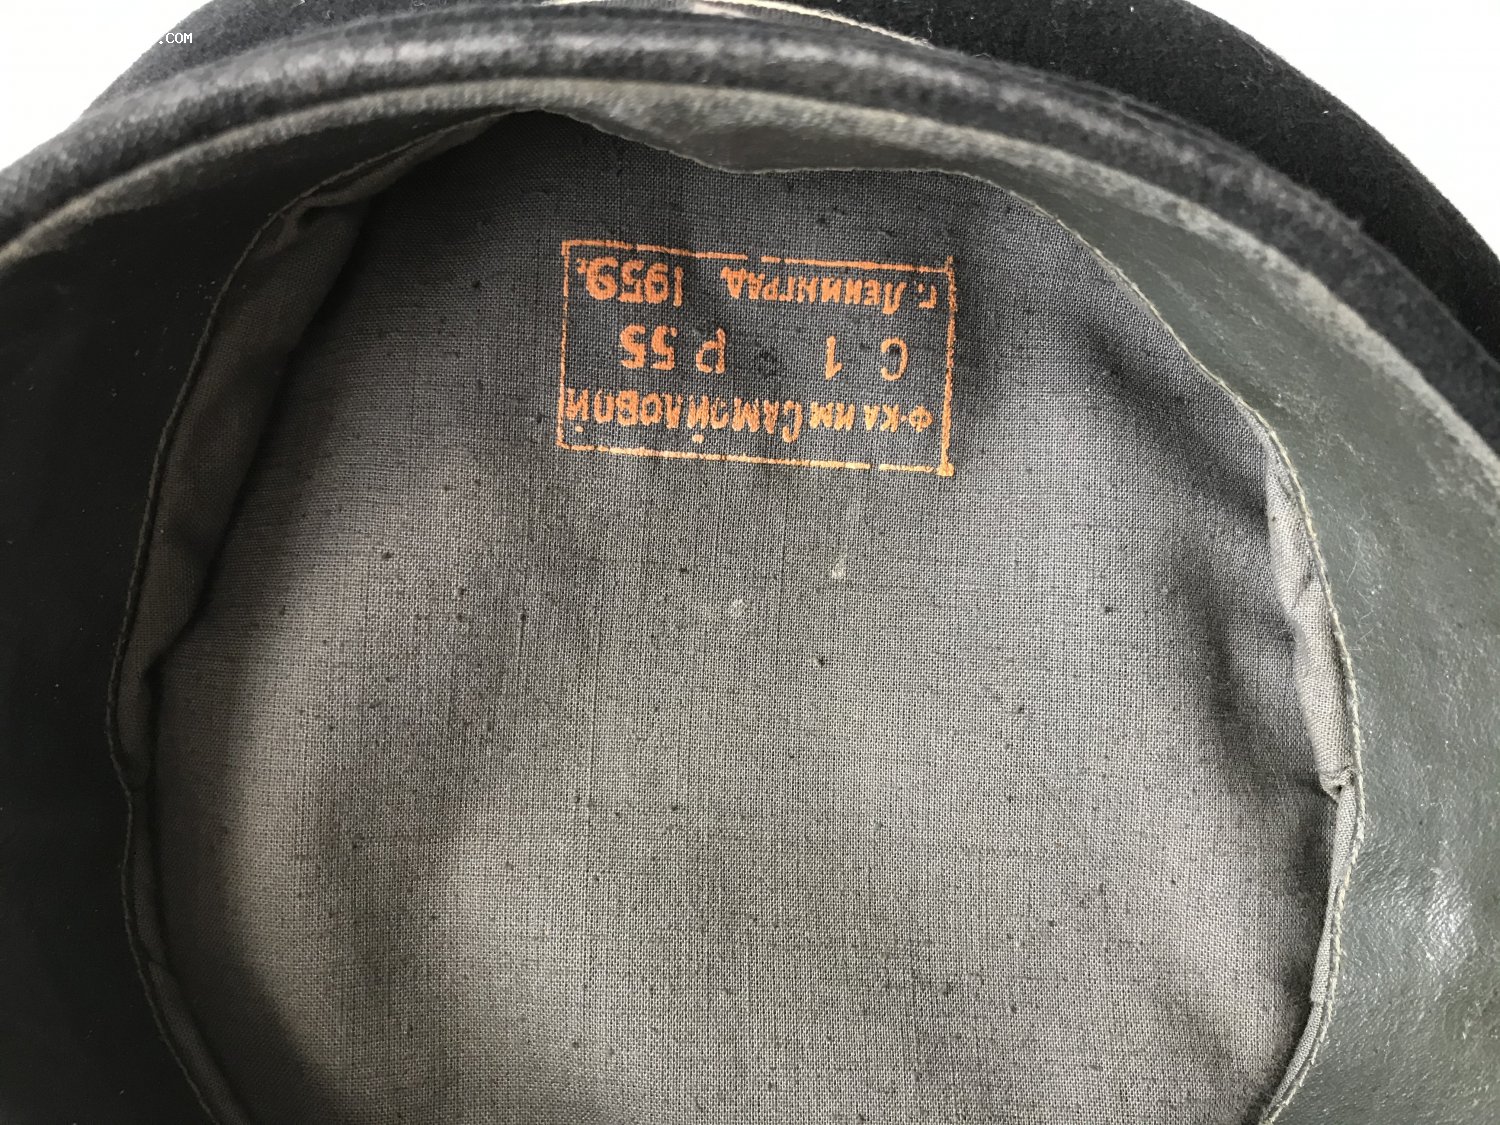 Ф-КА ИМ САМОЙЛОВОЙ
С 1 Р 55
Г. ЛЕНИНГРАД 1959.
.COM